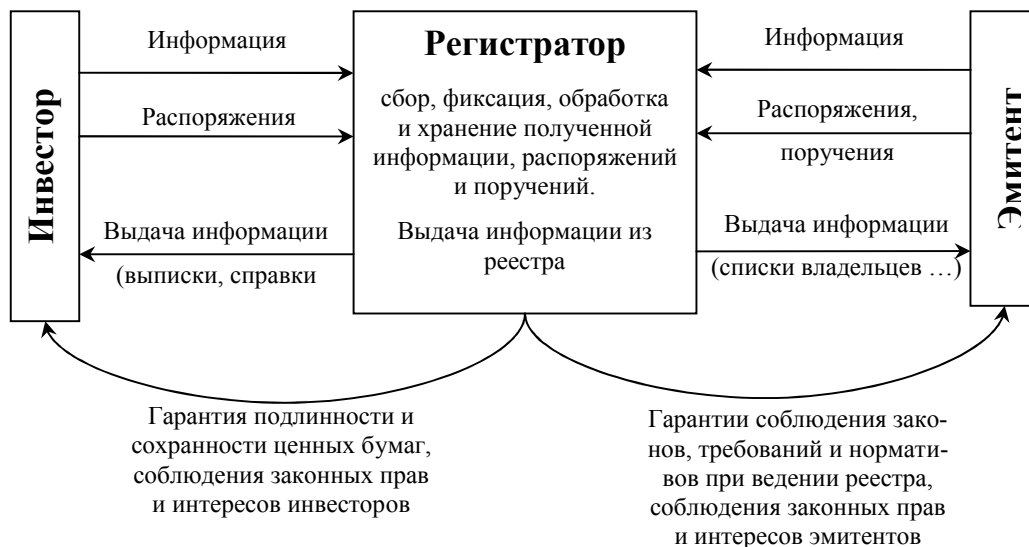 Инвестор
Информация
Распоряжения
Выдача информации
(выписки, справки
Регистратор
сбор, фиксация, обработка
и хранение полученной
информации, распоряжений
и поручений.
Выдача информации из
реестра
Информация
Распоряжения,
поручения
Выдача информации
(списки владельцев …)
Эмитент
Гарантия подлинности и
сохранности ценных бумаг,
соблюдения законных прав
и интересов инвесторов
Гарантии соблюдения зако-
нов, требований и нормати-
вов при ведении реестра,
соблюдения законных прав
и интересов эмитентов